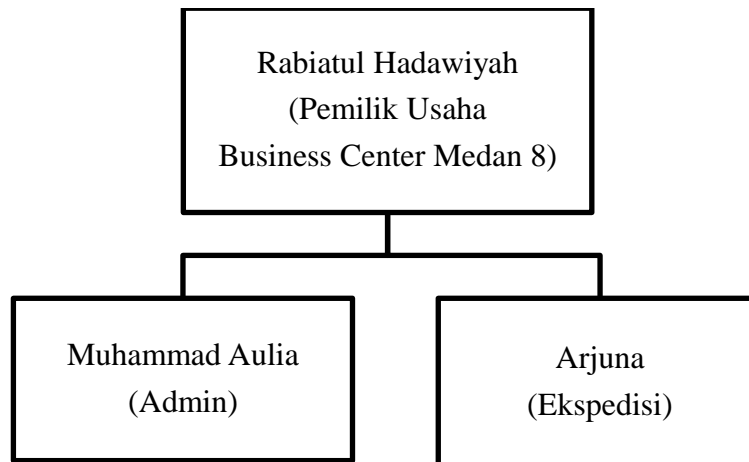 Rabiatul Hadawiyah
(Pemilik Usaha
Business Center Medan 8)
Muhammad Aulia
(Admin)
Arjuna
(Ekspedisi)